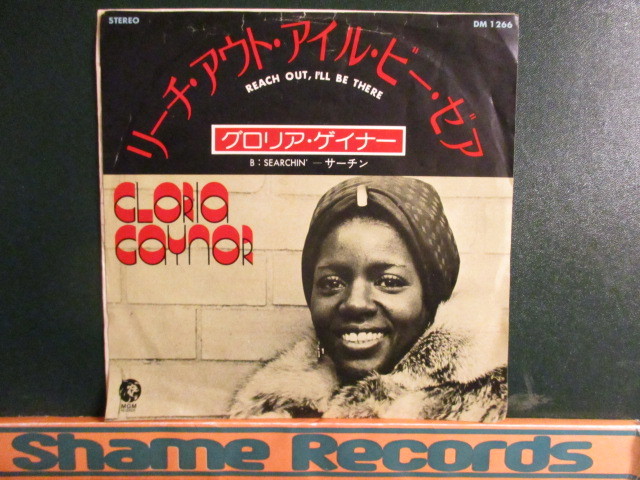 STEREO
DM 1266
リーチ・アウト・アイル・ビー・ゼア
REACH OUT, I'LL BE THERE
グロリア・ゲイナー
B : SEARCHIN' — サーチン
GLORIA
GAYNOR
MGM
Shame Records